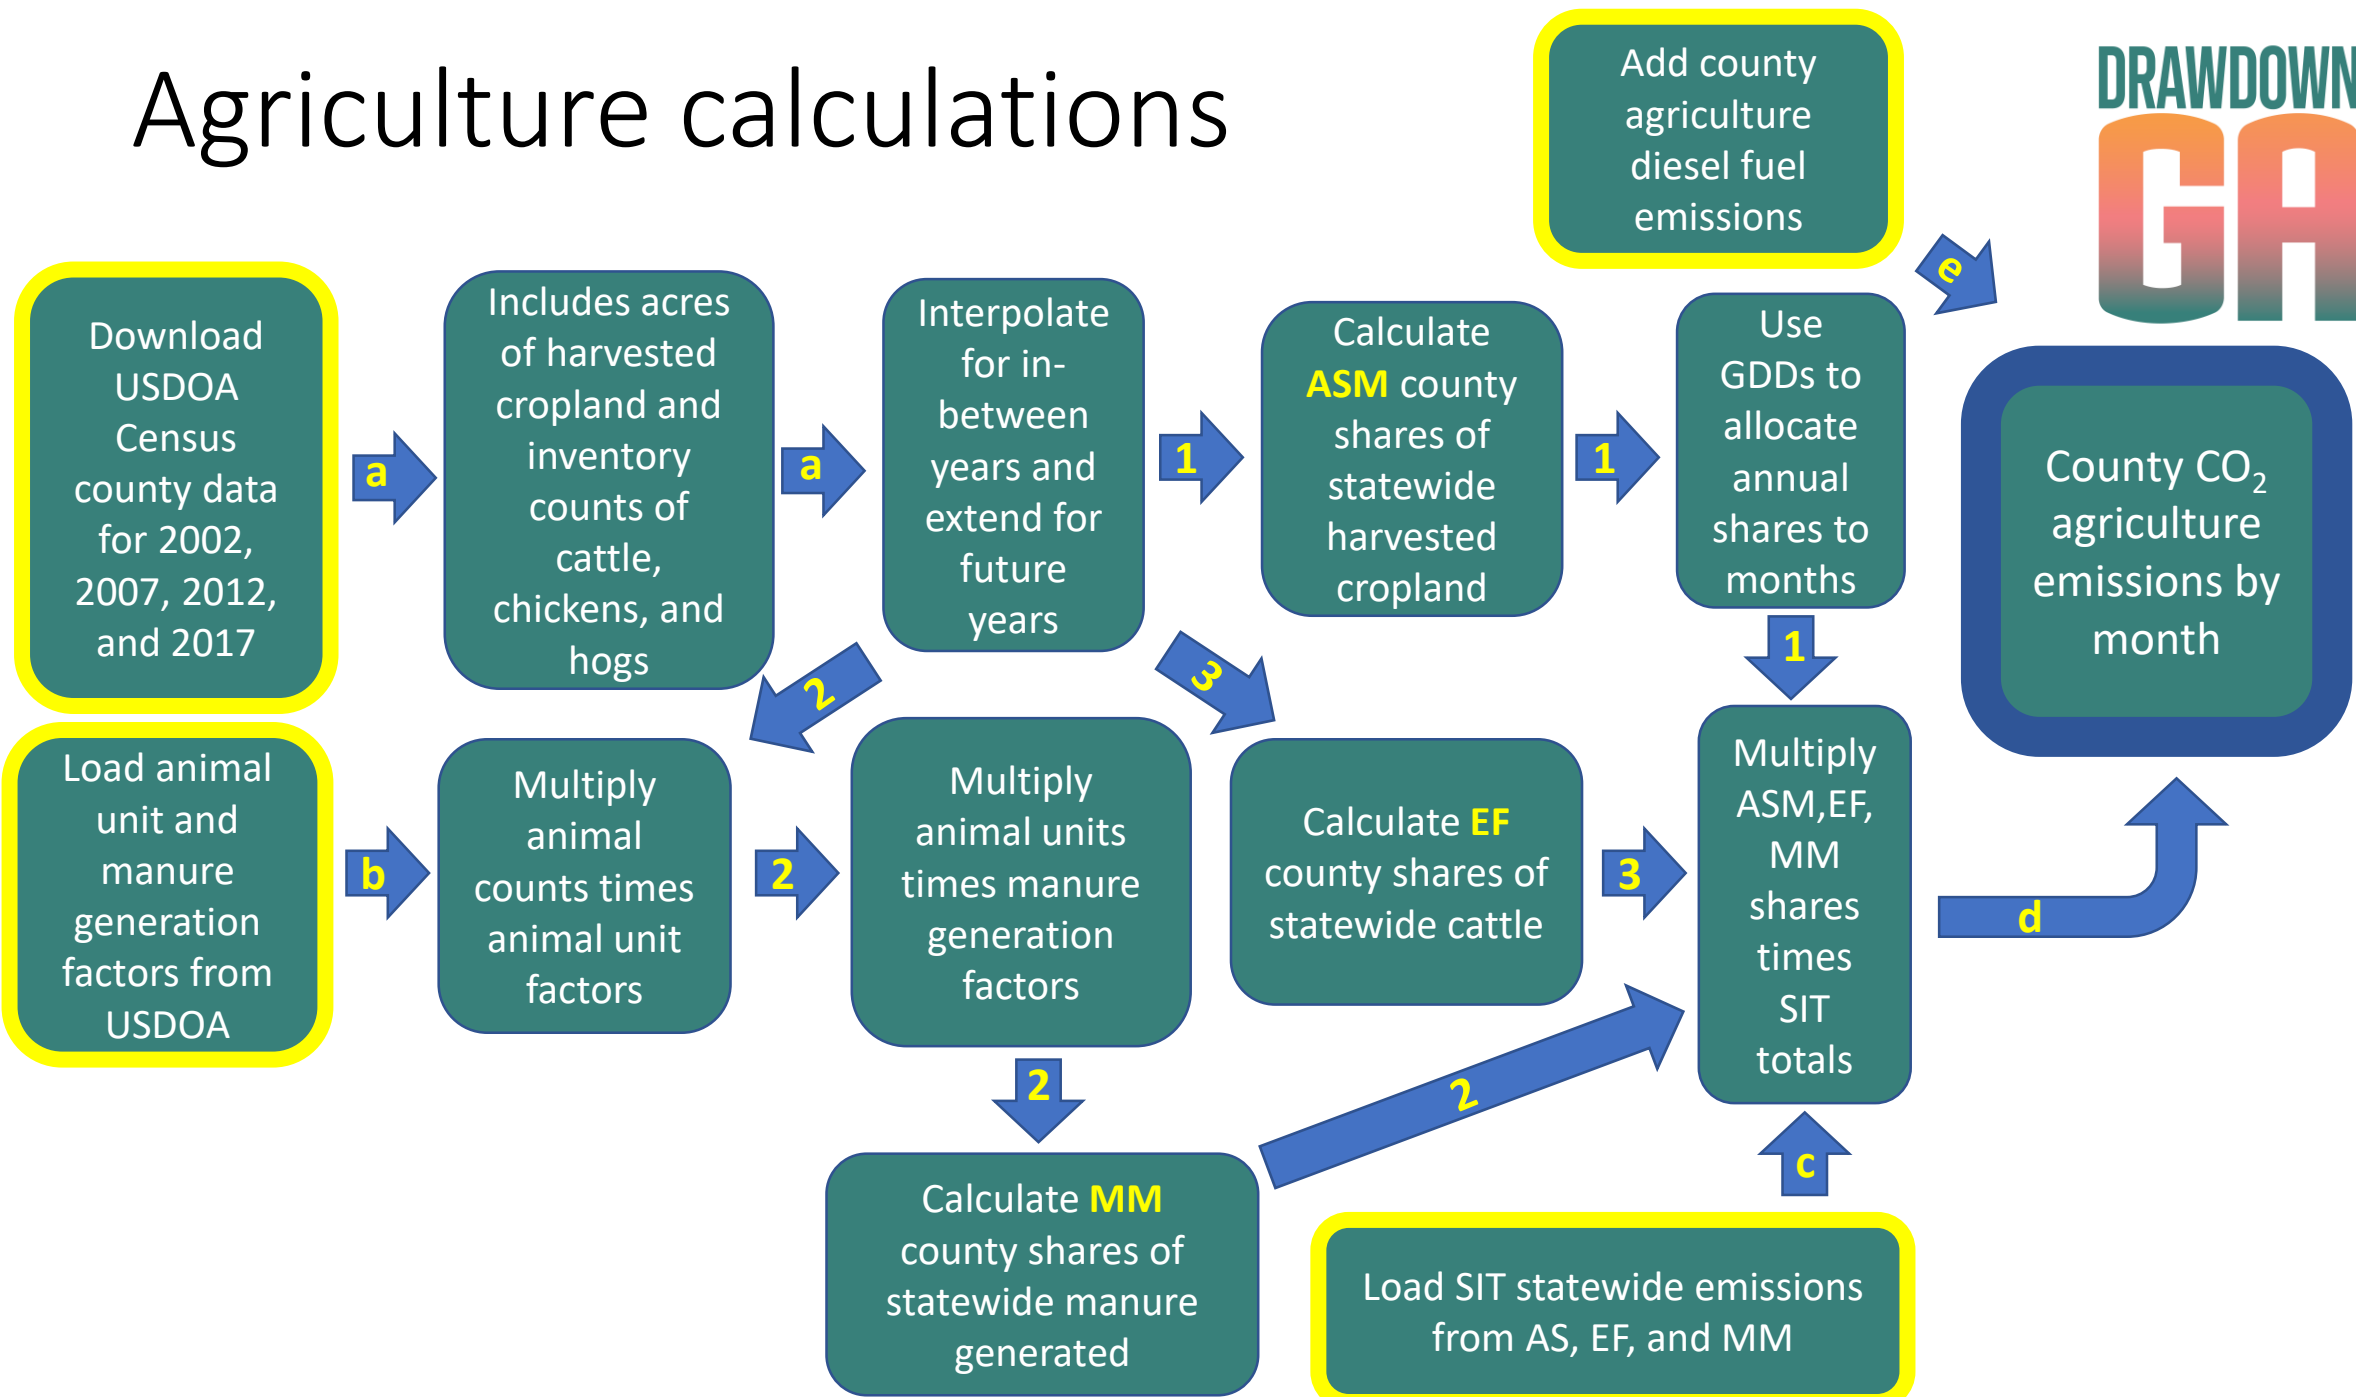 Agriculture calculations
Add county
agriculture
diesel fuel
emissions
DRAWDOWN
GA
e
Download
USDOA
Census
county data
for 2002,
2007, 2012,
and 2017
a
Includes acres
of harvested
cropland and
inventory
counts of
cattle,
chickens, and
hogs
a
Interpolate
for in-
between
years and
extend for
future
years
1
Calculate
ASM county
shares of
statewide
harvested
cropland
1
Use
GDDs to
allocate
annual
shares to
months
County CO2
agriculture
emissions by
month
2
3
1
Load animal
unit and
manure
generation
factors from
USDOA
b
Multiply
animal
counts times
animal unit
factors
2
Multiply
animal units
times manure
generation
factors
Calculate EF
county shares of
statewide cattle
3
Multiply
ASM,EF,
MM
shares
times
SIT
totals
d
2
2
c
Calculate MM
county shares of
statewide manure
generated
Load SIT statewide emissions
from AS, EF, and MM